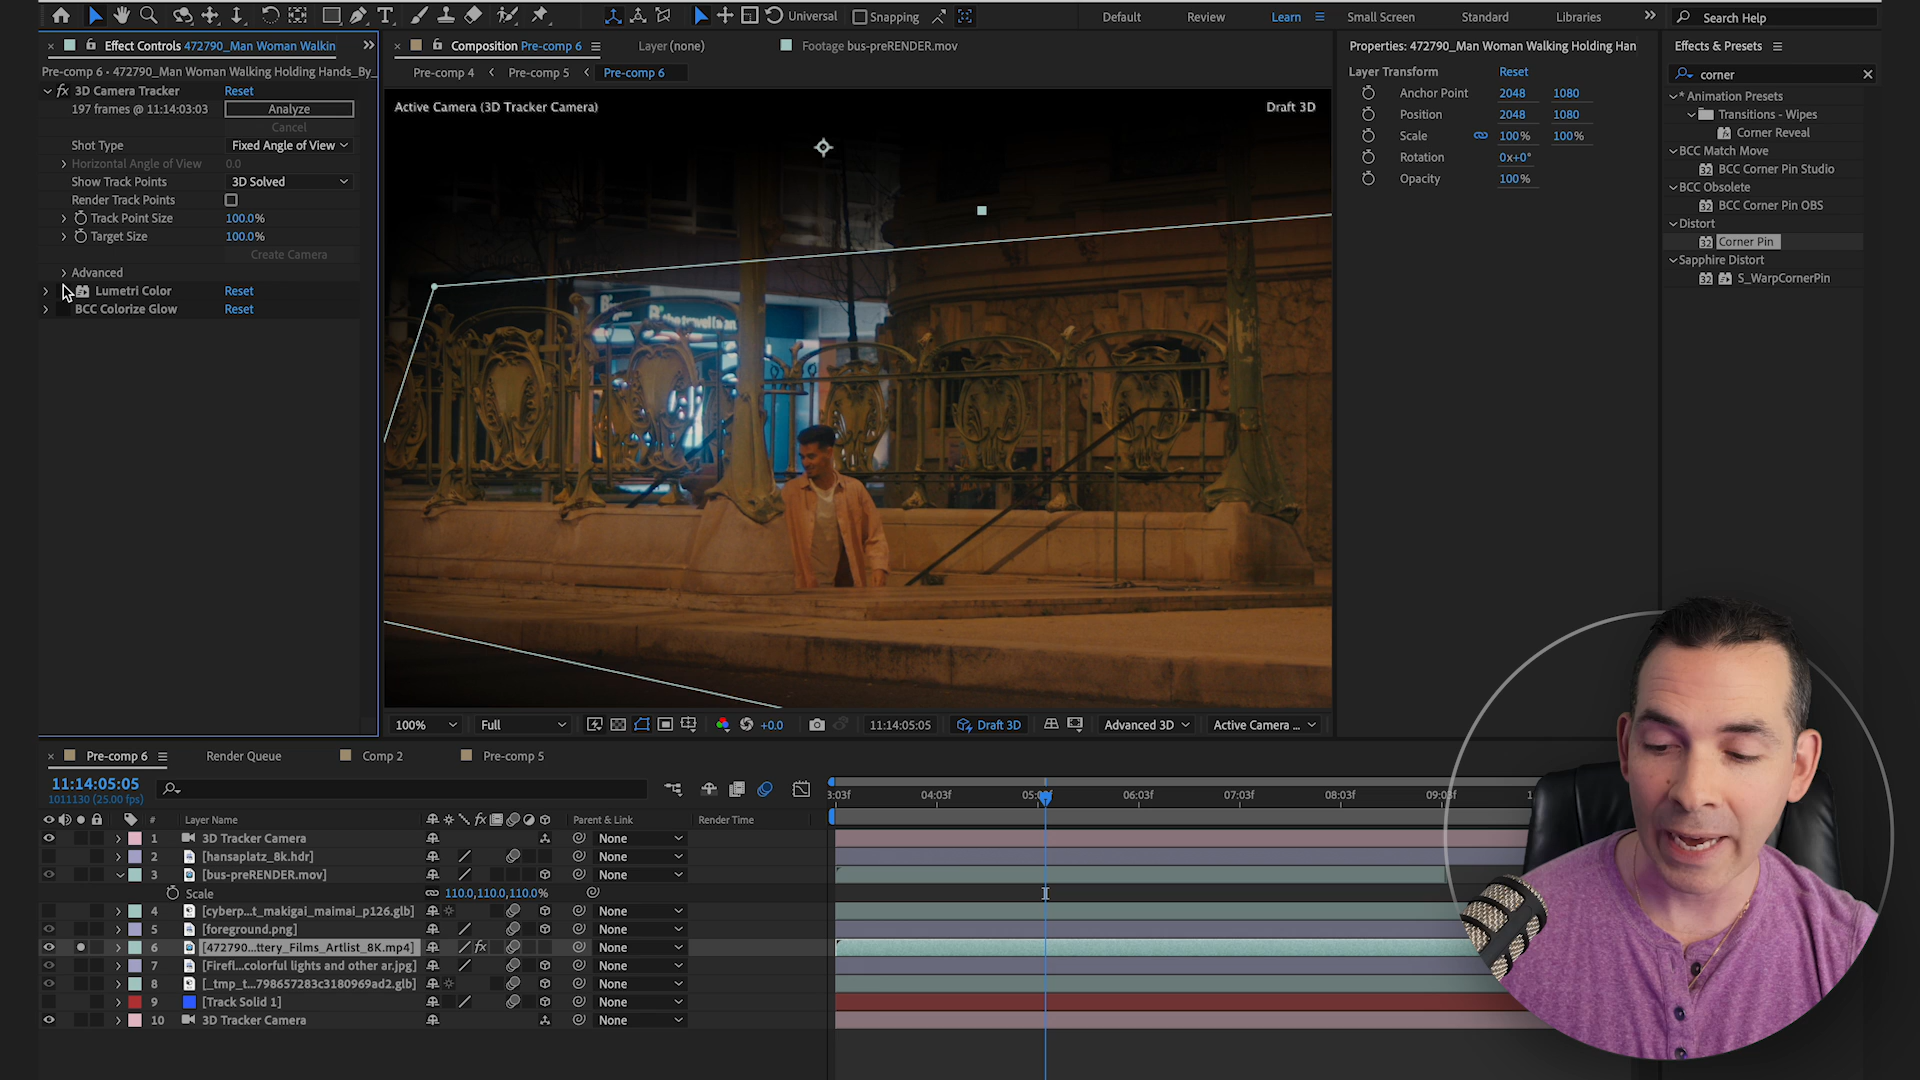 Universal
Snapping
Default
Review
Learn
Small Screen
Standard
Libraries
Search Help
Effect Controls 472790_Man Woman Walkin
Composition Pre-comp 6
Layer (none)
Footage bus-preRENDER.mov
Properties: 472790_Man Woman Walking Holding Han
Effects & Presets
Pre-comp 6 • 472790_Man Woman Walking Holding Hands_By_
Pre-comp 4
Pre-comp 5
Pre-comp 6
fx 3D Camera Tracker Reset
197 frames @ 11:14:03:03 Analyze
Cancel
Shot Type Fixed Angle of View
Horizontal Angle of View 0.0
Show Track Points 3D Solved
Render Track Points
Track Point Size 100.0%
Target Size 100.0%
Create Camera
Advanced
Lumetri Color Reset
BCC Colorize Glow Reset
Active Camera (3D Tracker Camera)
Draft 3D
Layer Transform Reset
Anchor Point 2048 1080
Position 2048 1080
Scale 100% 100%
Rotation 0x+0°
Opacity 100%
corner
* Animation Presets
Transitions - Wipes
Corner Reveal
BCC Match Move
32 BCC Corner Pin Studio
BCC Obsolete
32 BCC Corner Pin OBS
Distort
32 Corner Pin
Sapphire Distort
32 S_WarpCornerPin
100%
Full
+0.0
11:14:05:05
Draft 3D
Advanced 3D
Active Camera ...
Pre-comp 6
Render Queue
Comp 2
Pre-comp 5
11:14:05:05
1011130 (25.00 fps)
04:03f
06:03f
07:03f
08:03f
# Layer Name fx Parent & Link Render Time
1 3D Tracker Camera None
2 [hansaplatz_8k.hdr] None
3 [bus-preRENDER.mov] None
Scale 110.0,110.0,110.0%
4 [cyberp...t_makigai_maimai_p126.glb] None
5 [foreground.png] None
6 [472790...ttery_Films_Artlist_8K.mp4] fx None
7 [Firefl...colorful lights and other ar.jpg] None
8 [_tmp_t...798657283c3180969ad2.glb] None
9 [Track Solid 1] None
10 3D Tracker Camera None